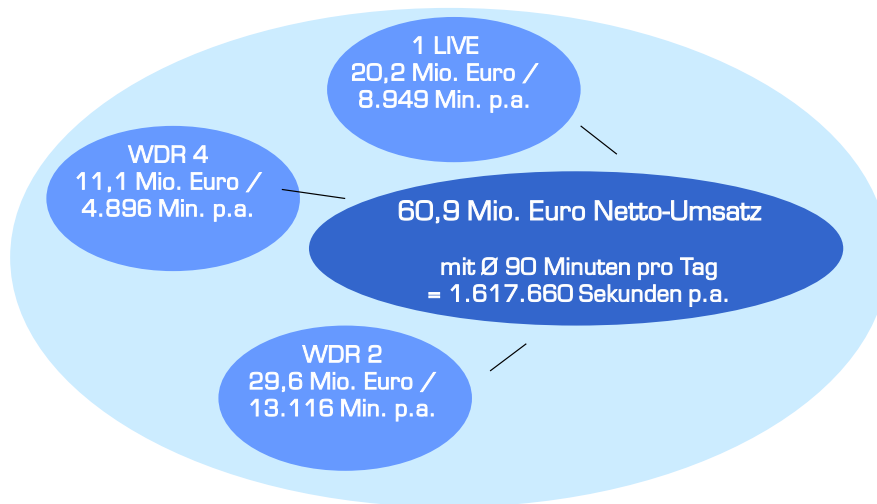 1 LIVE
20,2 Mio. Euro /
8.949 Min. p.a.
WDR 4
11,1 Mio. Euro /
4.896 Min. p.a.
60,9 Mio. Euro Netto-Umsatz
mit Ø 90 Minuten pro Tag
= 1.617.660 Sekunden p.a.
WDR 2
29,6 Mio. Euro /
13.116 Min. p.a.